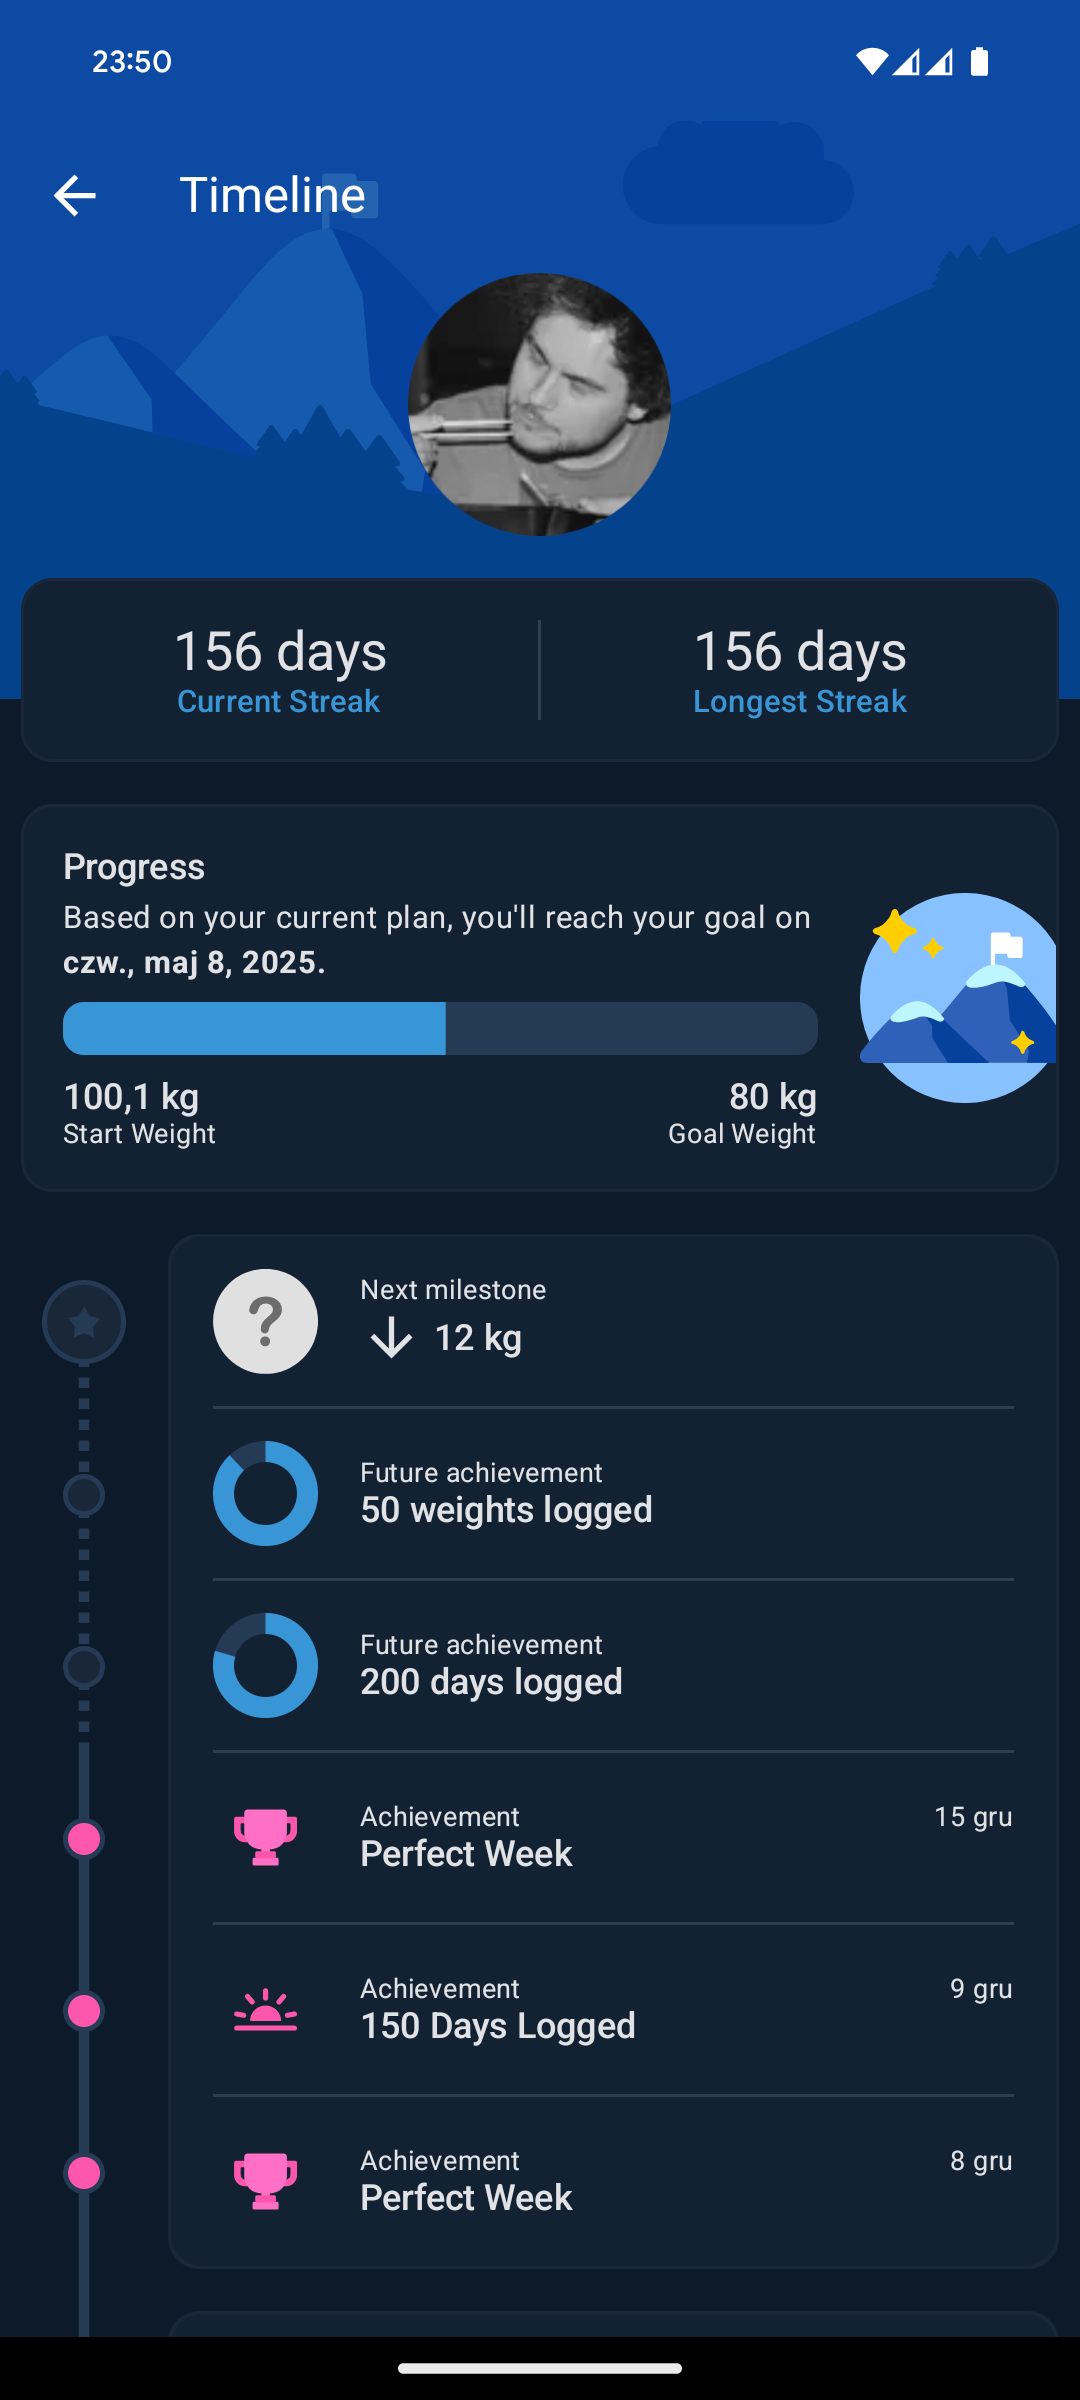 23:50
Timeline
156 days
Current Streak
156 days
Longest Streak
Progress
Based on your current plan, you'll reach your goal on
czw., maj 8, 2025.
100,1 kg
Start Weight
80 kg
Goal Weight
?
Next milestone
12 kg
Future achievement
50 weights logged
Future achievement
200 days logged
Achievement
15 gru
Perfect Week
Achievement
9 gru
150 Days Logged
Achievement
8 gru
Perfect Week